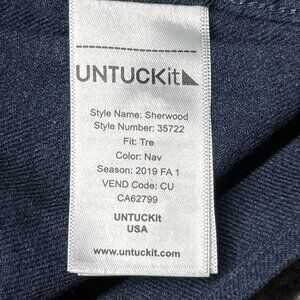 UNTUCKit
Style Name: Sherwood
Style Number: 35722
Fit: Tre
Color: Nav
Season: 2019 FA 1
VEND Code: CU
CA62799
UNTUCKit
USA
www.untuckit.com